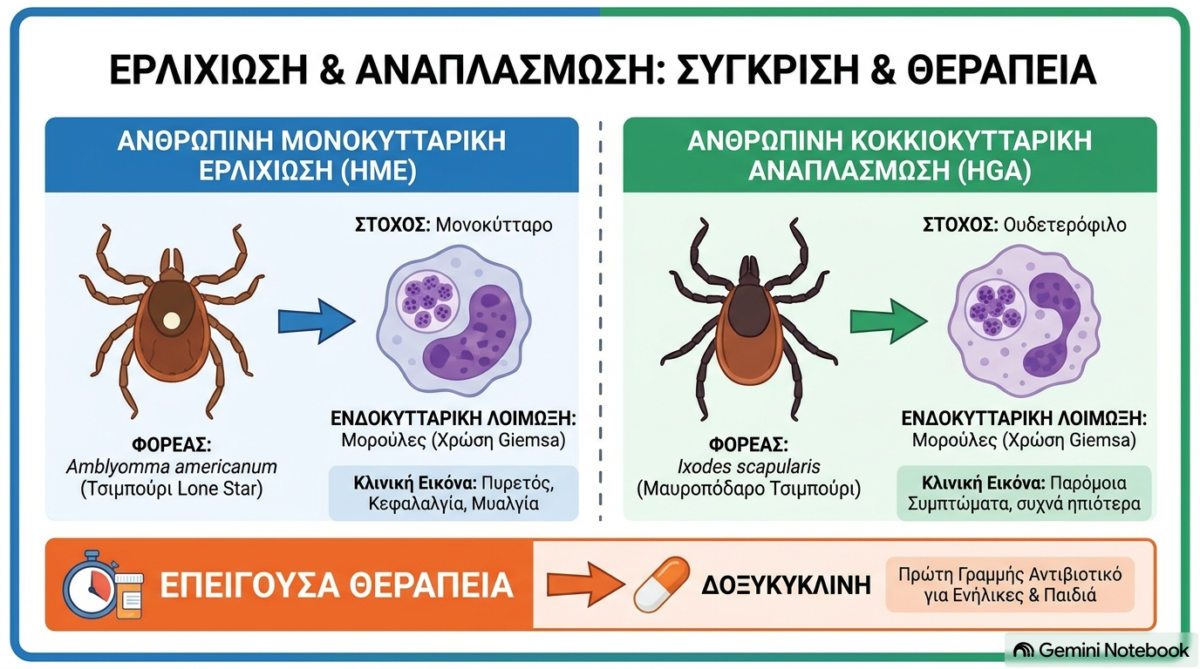 ΕΡΛΙΧΙΩΣΗ & ΑΝΑΠΛΑΣΜΩΣΗ: ΣΥΓΚΡΙΣΗ & ΘΕΡΑΠΕΙΑ
ΑΝΘΡΩΠΙΝΗ ΜΟΝΟΚΥΤΤΑΡΙΚΗ
ΕΡΛΙΧΙΩΣΗ (HME)
ΣΤΟΧΟΣ: Μονοκύτταρο
ΦΟΡΕΑΣ:
Amblyomma americanum
(Τσιμπούρι Lone Star)
ΕΝΔΟΚΥΤΤΑΡΙΚΗ ΛΟΙΜΩΞΗ:
Μορούλες (Χρώση Giemsa)
Κλινική Εικόνα: Πυρετός,
Κεφαλαλγία, Μυαλγία
ΑΝΘΡΩΠΙΝΗ ΚΟΚΚΙΟΚΥΤΤΑΡΙΚΗ
ΑΝΑΠΛΑΣΜΩΣΗ (HGA)
ΣΤΟΧΟΣ: Ουδετερόφιλο
ΦΟΡΕΑΣ:
Ixodes scapularis
(Μαυροπόδαρο Τσιμπούρι)
ΕΝΔΟΚΥΤΤΑΡΙΚΗ ΛΟΙΜΩΞΗ:
Μορούλες (Χρώση Giemsa)
Κλινική Εικόνα: Παρόμοια
Συμπτώματα, συχνά ηπιότερα
ΕΠΕΙΓΟΥΣΑ ΘΕΡΑΠΕΙΑ
ΔΟΞΥΚΥΚΛΙΝΗ
Πρώτη Γραμμής Αντιβιοτικό
για Ενήλικες & Παιδιά
Gemini Notebook